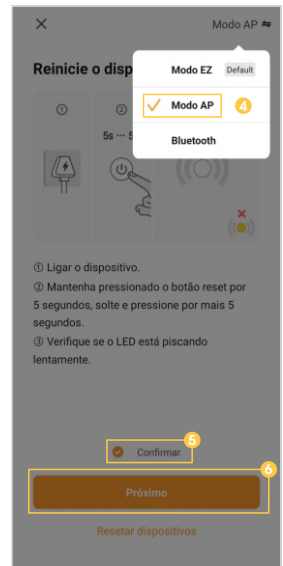 Modo AP
Reinicie o disp
Modo EZ Default
Modo AP 4
Bluetooth
① ②
5s ··· 5
① Ligar o dispositivo.
② Mantenha pressionado o botão reset por
5 segundos, solte e pressione por mais 5
segundos.
③ Verifique se o LED está piscando
lentamente.
5
Confirmar
6
Próximo
Resetar dispositivos